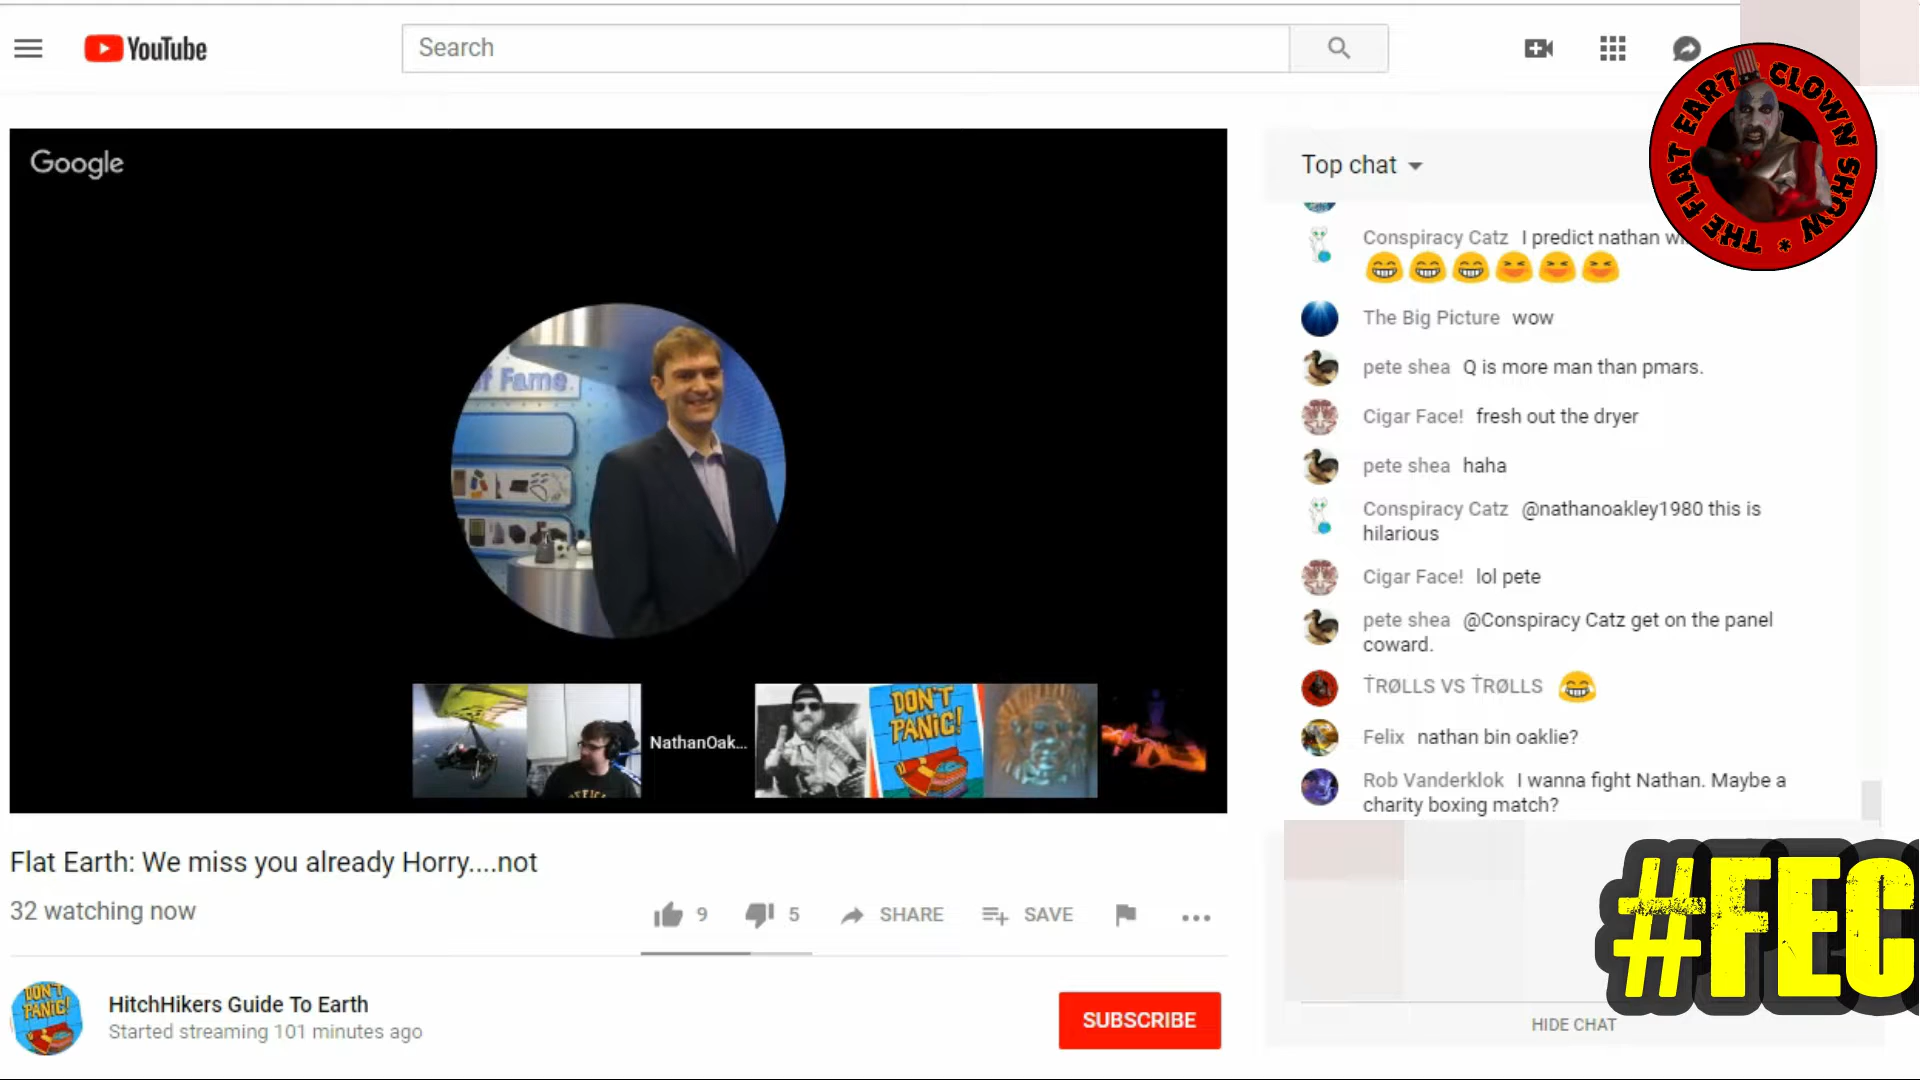 YouTube
Search
THE FLAT EARTH CLOWN SHOW *
Google
Top chat
Conspiracy Catz I predict nathan
The Big Picture wow
pete shea Q is more man than pmars.
Cigar Face! fresh out the dryer
pete shea haha
Conspiracy Catz @nathanoakley1980 this is
hilarious
Cigar Face! lol pete
pete shea @Conspiracy Catz get on the panel
coward.
ṪRØLLS VS ṪRØLLS
Felix nathan bin oaklie?
Rob Vanderklok I wanna fight Nathan. Maybe a
charity boxing match?
of Fame.
NathanOak...
DON'T
PANIC!
Flat Earth: We miss you already Horry....not
32 watching now
9
5
SHARE
SAVE
#FEC
DON'T
PANIC!
HitchHikers Guide To Earth
Started streaming 101 minutes ago
SUBSCRIBE
HIDE CHAT